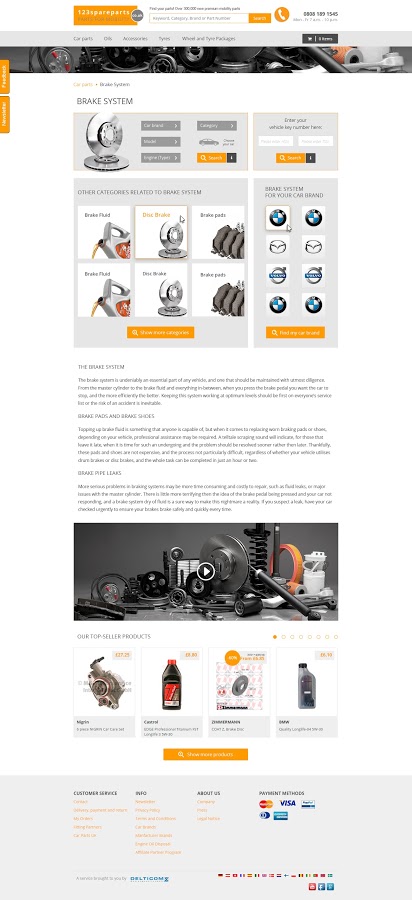 123spareparts
.co.uk
Find your part! Over 300,000 new premium mobility parts
Keyword, Category, Brand or Part Number
Search
0808 189 1545
Car parts
Oils
Accessories
Tyres
Wheel and Tyre Packages
0 Items
Feedback
Newsletter
Car parts • Brake System
BRAKE SYSTEM
Car Brand
Category
Model
Choose your car
Engine (Types)
Search
Enter your
vehicle key number here:
Search
OTHER CATEGORIES RELATED TO BRAKE SYSTEM
Brake Fluid
Disc Brake
Brake pads
Brake Fluid
Disc Brake
Brake pads
Show more categories
BRAKE SYSTEM
FOR YOUR CAR BRAND
Find my car brand
THE BRAKE SYSTEM
The brake system is undeniably an essential part of any vehicle, and one that should be maintained with utmost diligence.
From the master cylinder to the brake fluid and everything in-between, when you press the brake pedal you want the car to
stop, and the more efficiently the better. Keeping this system working at optimum levels should be first on everyone's service
list or the risk of an accident is inevitable.
BRAKE PADS AND BRAKE SHOES
Topping up brake fluid is something that anyone is capable of, but when it comes to replacing worn braking pads or shoes,
depending on your vehicle, professional assistance may be required. A telltale scraping sound will indicate, for those
that leave it late, when it is time for such an undergoing and the problem should be resolved sooner rather than later. Thankfully,
these pads and shoes are not expensive, and the process not particularly difficult, regardless of whether your vehicle utilises
drum brakes or disc brakes, and the whole task can be completed in just an hour or two.
BRAKE PIPE LEAKS
More serious problems in braking systems may be more time consuming and costly to repair, such as fluid leaks, or major
issues with the master cylinder. There is little more terrifying then the idea of the brake pedal being pressed and your car not
responding, and a brake system dry of fluid is a sure way to make this nightmare a reality. If you suspect a leak, have your car
checked urgently to ensure your brakes brake safely and quickly every time.
OUR TOP-SELLER PRODUCTS
£37.25
£6.80
From £6.95
£6.10
Nigrin
5 piece NIGRIN Car Care Set
Castrol
EDGE Professional Titanium FST
Longlife 3 5W-30
ZIMMERMANN
COAT Z, Brake Disc
BMW
Quality Longlife 04 5W-30
Show more products
CUSTOMER SERVICE
Contact
Delivery, payment and return
My orders
Fitting Partners
Car Parts UK
INFO
Newsletter
Privacy Policy
Terms and Conditions
Car Brands
Manufacturer Brands
Engine Oil Disposal
Affiliate Partner Program
ABOUT US
Company
Press
Legal Notice
PAYMENT METHODS
VISA
A service brought to you by
DELTICOM